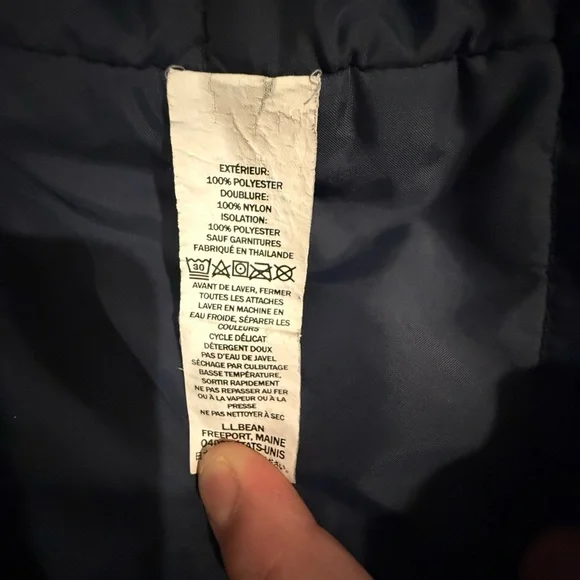 EXTÉRIEUR:
100% POLYESTER
DOUBLURE:
100% NYLON
ISOLATION:
100% POLYESTER
SAUF GARNITURES
FABRIQUÉ EN THAILANDE
30
AVANT DE LAVER, FERMER
TOUTES LES ATTACHES
LAVER EN MACHINE EN
EAU FROIDE, SÉPARER LES
COULEURS
CYCLE DÉLICAT
DÉTERGENT DOUX
PAS D'EAU DE JAVEL
SÉCHAGE PAR CULBUTAGE
BASSE TEMPÉRATURE,
SORTIR RAPIDEMENT
NE PAS REPASSER AU FER
OU À LA VAPEUR OU À LA
PRESSE
NE PAS NETTOYER À SEC
L.L.BEAN
FREEPORT, MAINE